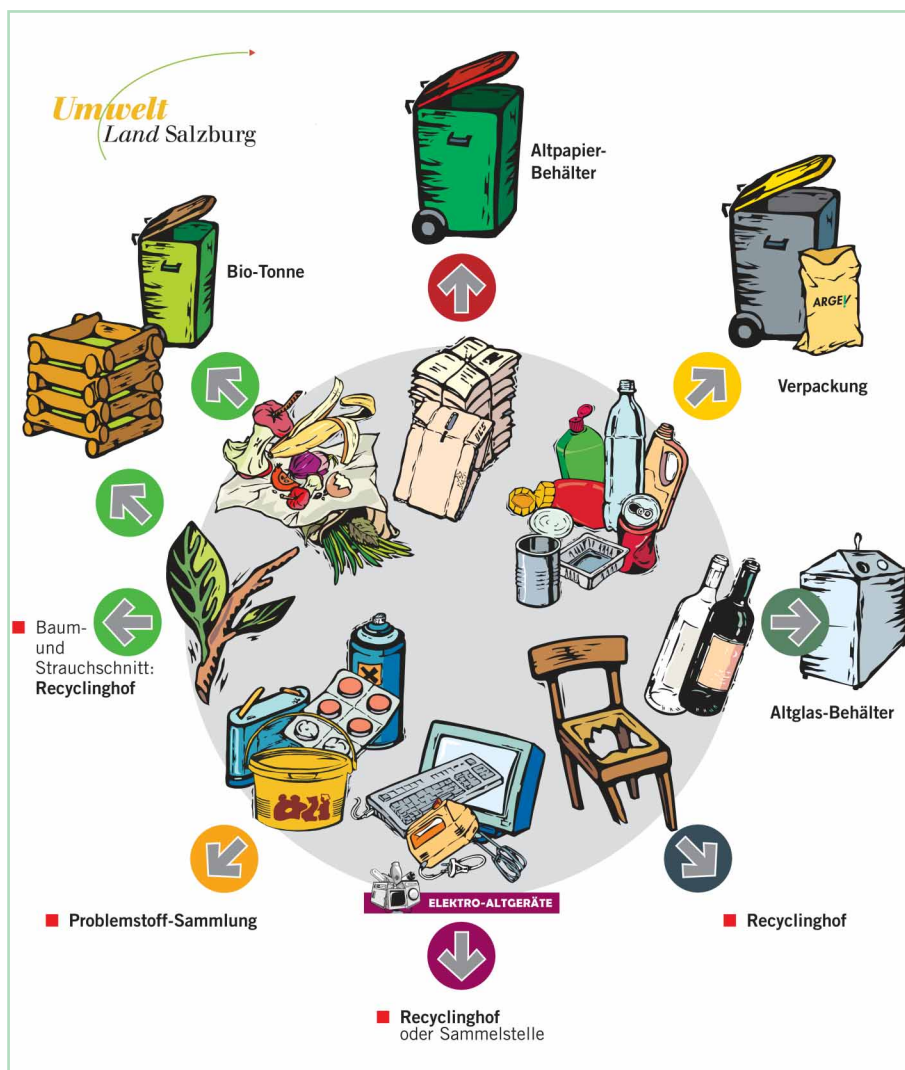 Umwelt
Land Salzburg
Altpapier-
Behälter
Bio-Tonne
ARGEV
Verpackung
Baum-
und
Strauchschnitt:
Recyclinghof
Altglas-Behälter
ELEKTRO-ALTGERÄTE
Problemstoff-Sammlung
Recyclinghof
Recyclinghof
oder Sammelstelle